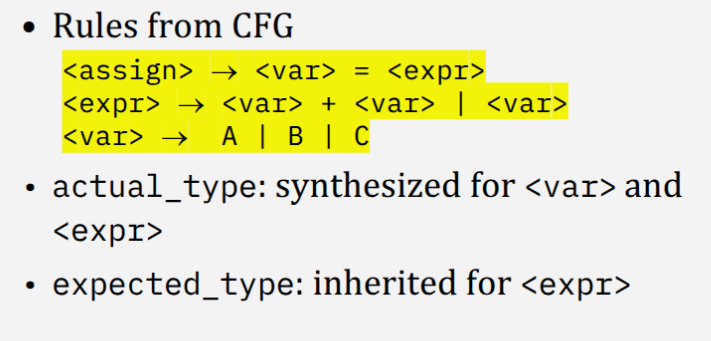 • Rules from CFG
<assign> → <var> = <expr>
<expr> → <var> + <var> | <var>
<var> → A | B | C
• actual_type: synthesized for <var> and
<expr>
• expected_type: inherited for <expr>